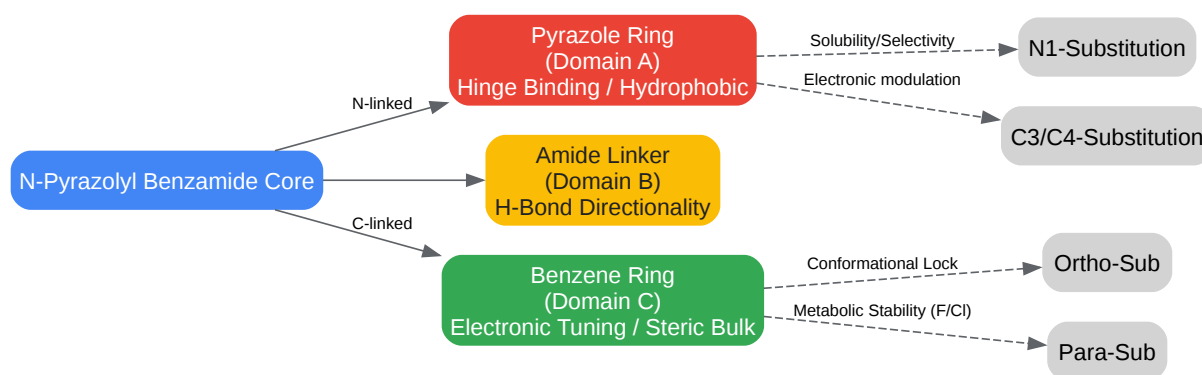 N-Pyrazolyl Benzamide Core
N-linked
C-linked
Pyrazole Ring
(Domain A)
Hinge Binding / Hydrophobic
Amide Linker
(Domain B)
H-Bond Directionality
Benzene Ring
(Domain C)
Electronic Tuning / Steric Bulk
Solubility/Selectivity
Electronic modulation
Conformational Lock
Metabolic Stability (F/Cl)
N1-Substitution
C3/C4-Substitution
Ortho-Sub
Para-Sub